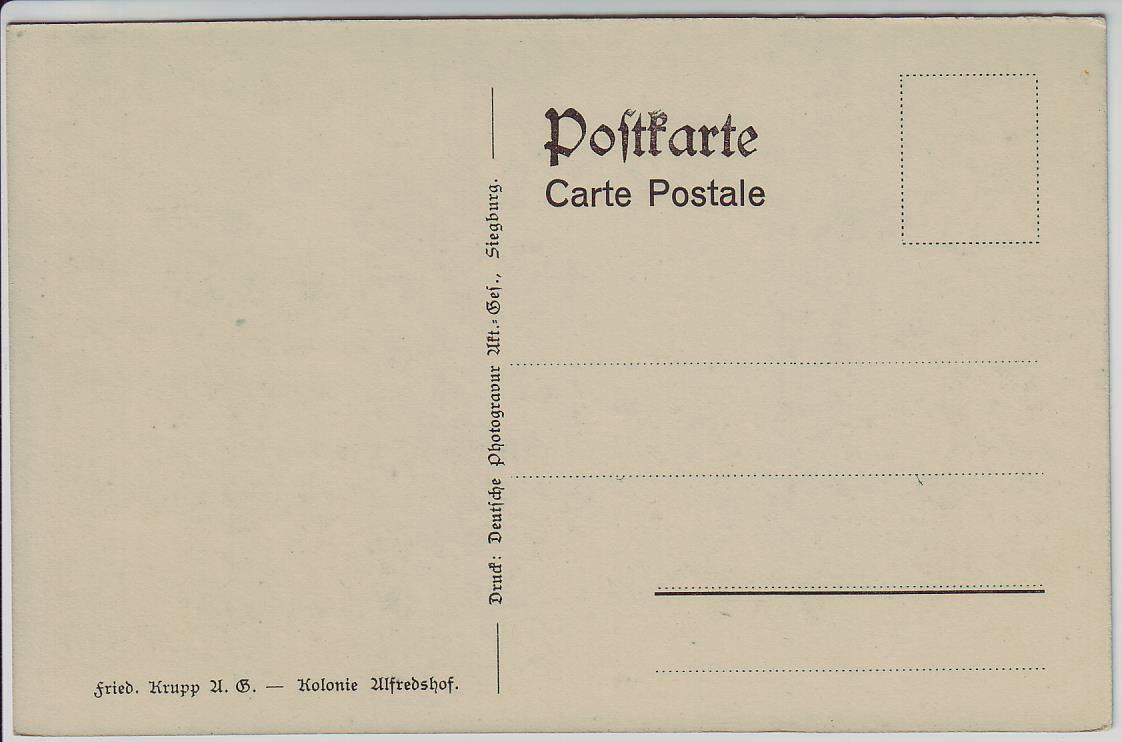 Poſtkarte
Carte Postale
Druck: Deutſche Photogravur Akt.=Geſ., Siegburg.
Fried. Krupp A. G. — Kolonie Alfredshof.